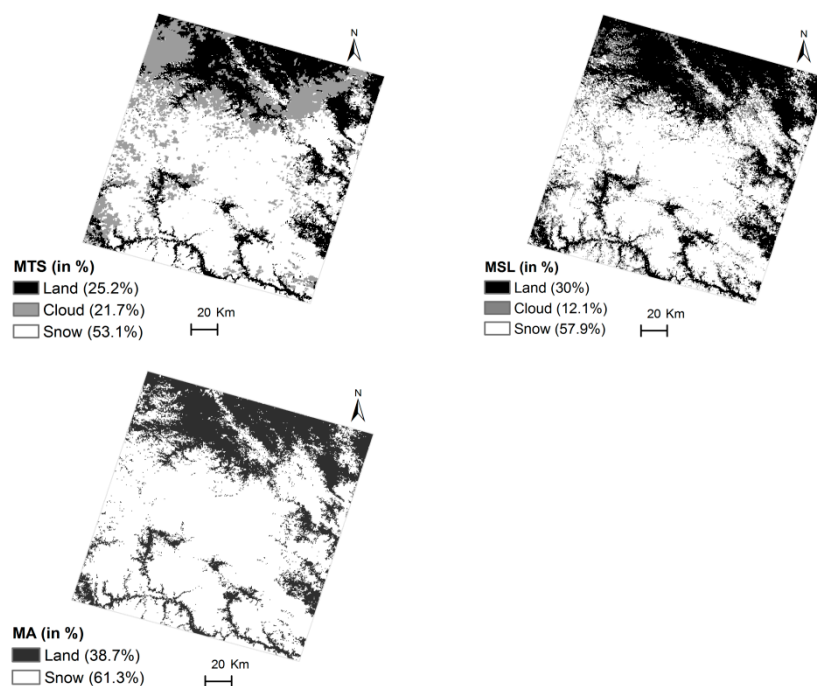 N
MTS (in %)
Land (25.2%)
Cloud (21.7%)
Snow (53.1%)
20 Km
N
MSL (in %)
Land (30%)
Cloud (12.1%)
Snow (57.9%)
20 Km
N
MA (in %)
Land (38.7%)
Snow (61.3%)
20 Km